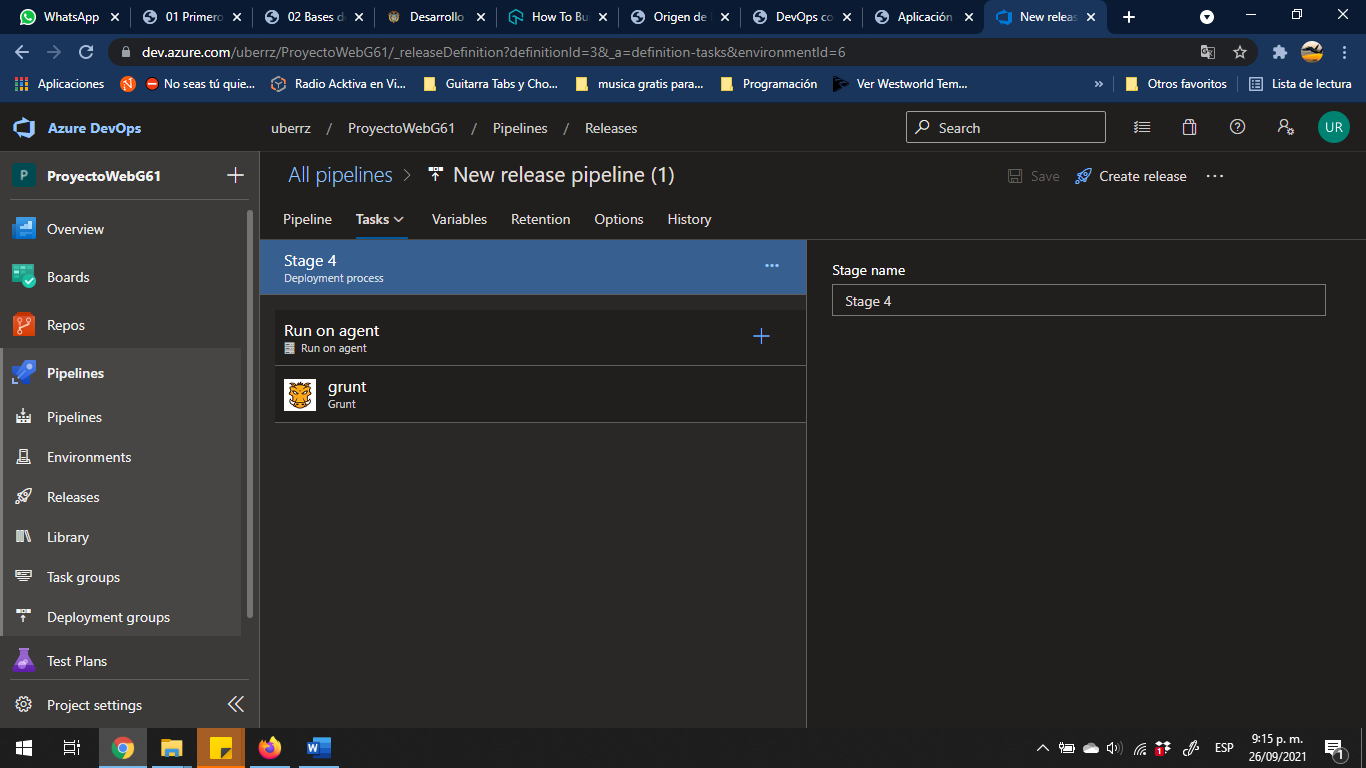 WhatsApp
01 Primero
02 Bases de
Desarrollo
How To Bu
Origen de
DevOps co
Aplicación
New releas
dev.azure.com/uberrz/ProyectoWebG61/_releaseDefinition?definitionId=3&_a=definition-tasks&environmentId=6
Aplicaciones
No seas tú quie...
Radio Acktiva en Vi...
Guitarra Tabs y Cho...
musica gratis para...
Programación
Ver Westworld Tem...
»
Otros favoritos
Lista de lectura
Azure DevOps
uberrz / ProyectoWebG61 / Pipelines / Releases
Search
UR
P ProyectoWebG61
Overview
Boards
Repos
Pipelines
Pipelines
Environments
Releases
Library
Task groups
Deployment groups
Test Plans
Project settings
All pipelines > New release pipeline (1)
Save
Create release
Pipeline
Tasks
Variables
Retention
Options
History
Stage 4
Deployment process
Run on agent
Run on agent
grunt
Grunt
Stage name
Stage 4
ESP
9:15 p. m.
26/09/2021
1